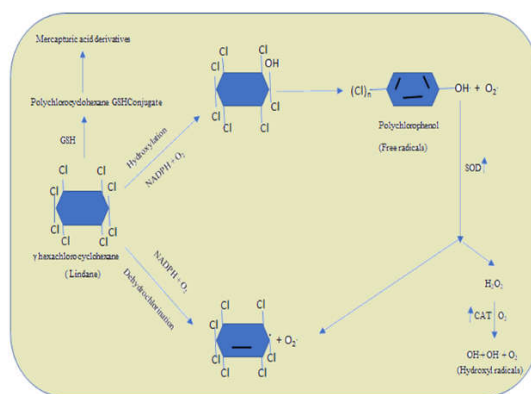 Mercapturic acid derivatives
Polychlorocyclohexane GSHConjugate
GSH
Cl Cl
Cl Cl
Cl Cl
Cl Cl
γ hexachlorocyclohexane
( Lindane)
Hydroxylation
NADPH + O₂
Cl Cl
Cl OH
Cl Cl
Cl
(Cl)ₙ OH + O₂⁻
Polychlorophenol
(Free radicals)
SOD
NADPH + O₂
Dehydrochlorination
Cl Cl
Cl Cl
· + O₂⁻
Cl Cl
H₂O₂
CAT O₂
OH+OH + O₂
(Hydroxyl radicals)